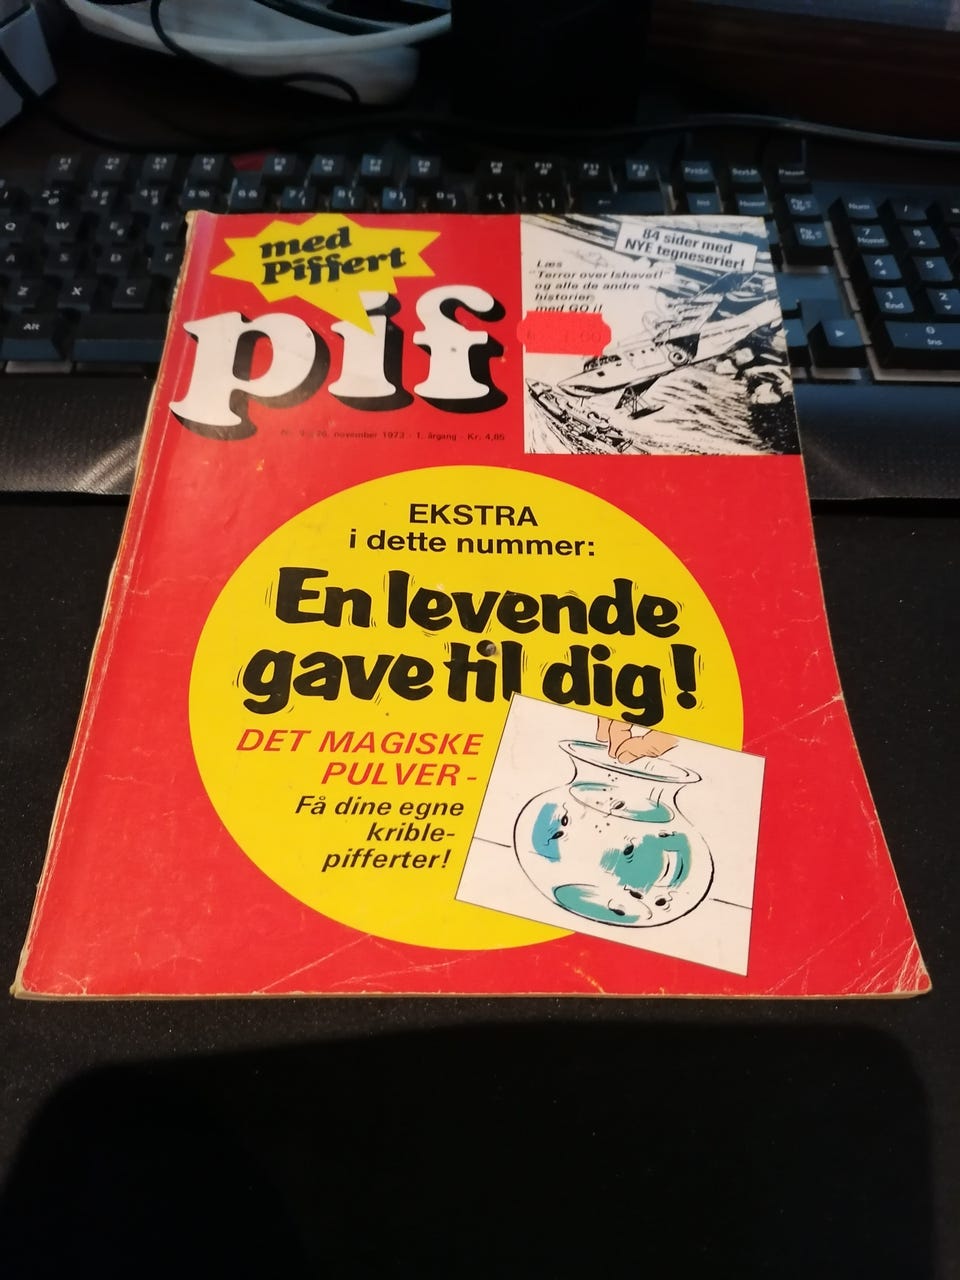 med
Piffert
pif
84 sider med
NYE tegneserier!
Læs
"Terror over Ishavet!"
og alle de andre
historier
med GO i!
26. november 1973 · 1. årgang · Kr. 4,85
EKSTRA
i dette nummer:
En levende
gave til dig!
DET MAGISKE
PULVER-
Få dine egne
krible-
pifferter!